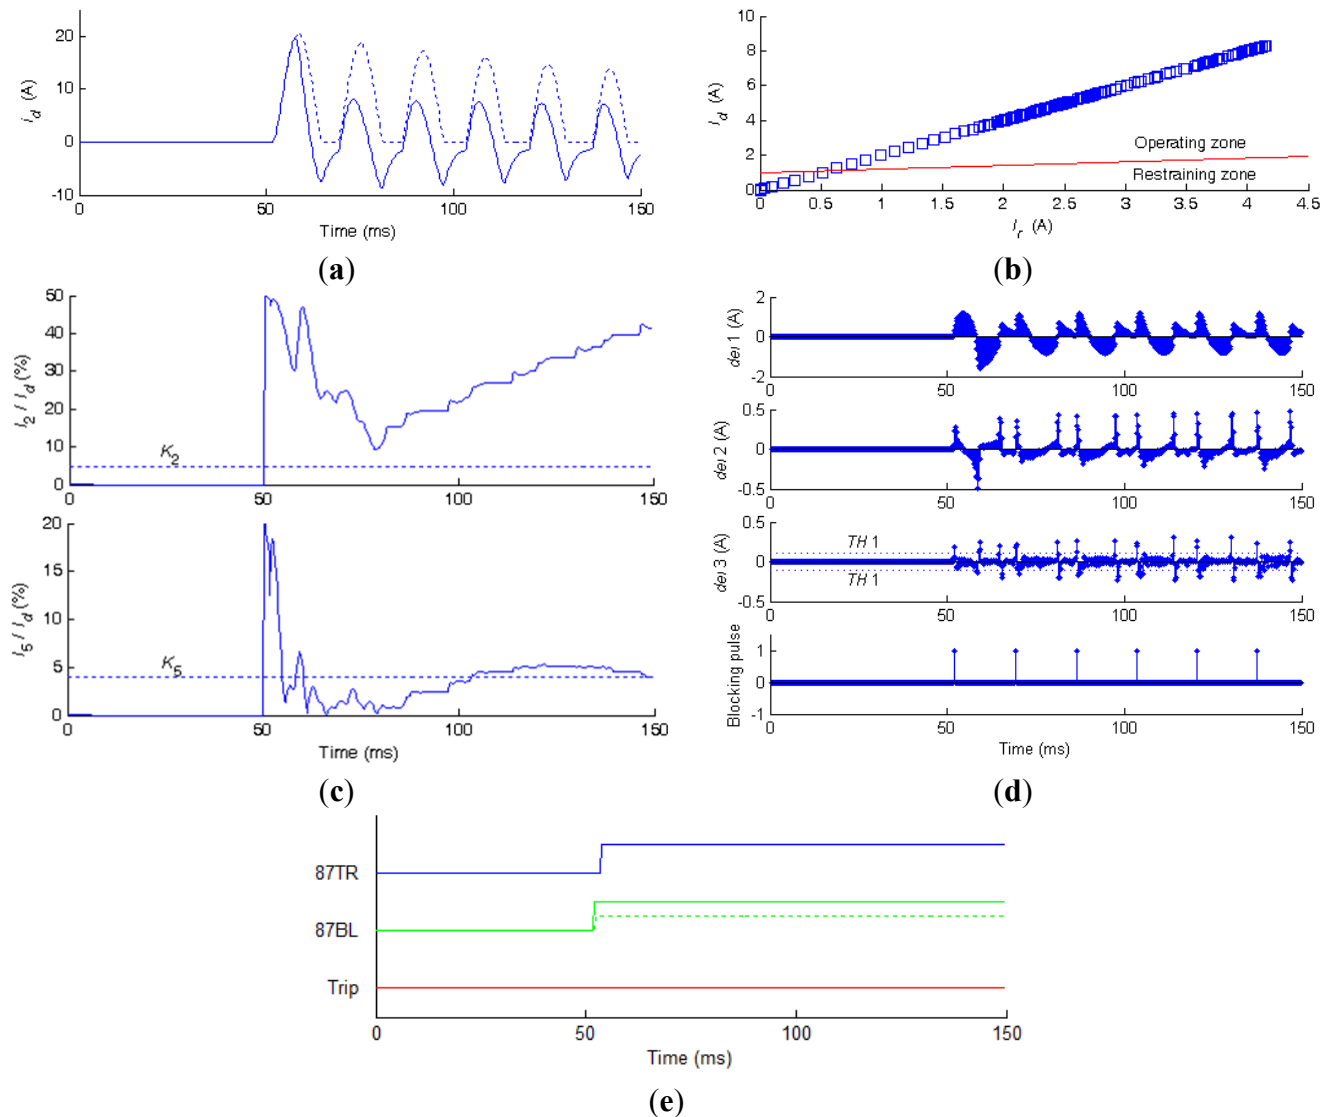 20
10
0
-10
i_d (A)
0 50 100 150
Time (ms)
(a)
10
8
6
4
2
0
I_d (A)
Operating zone
Restraining zone
0 0.5 1 1.5 2 2.5 3 3.5 4 4.5
I_r (A)
(b)
50
40
30
20
10
0
I_2 / I_d (%)
K_2
0 50 100 150
20
15
10
5
0
I_5 / I_d (%)
K_5
0 50 100 150
Time (ms)
(c)
2
0
-2
del 1 (A)
0 50 100 150
0.5
0
-0.5
del 2 (A)
0 50 100 150
0.5
0
-0.5
del 3 (A)
TH 1
TH 1
0 50 100 150
1
0
-1
Blocking pulse
0 50 100 150
Time (ms)
(d)
87TR
87BL
Trip
0 50 100 150
Time (ms)
(e)